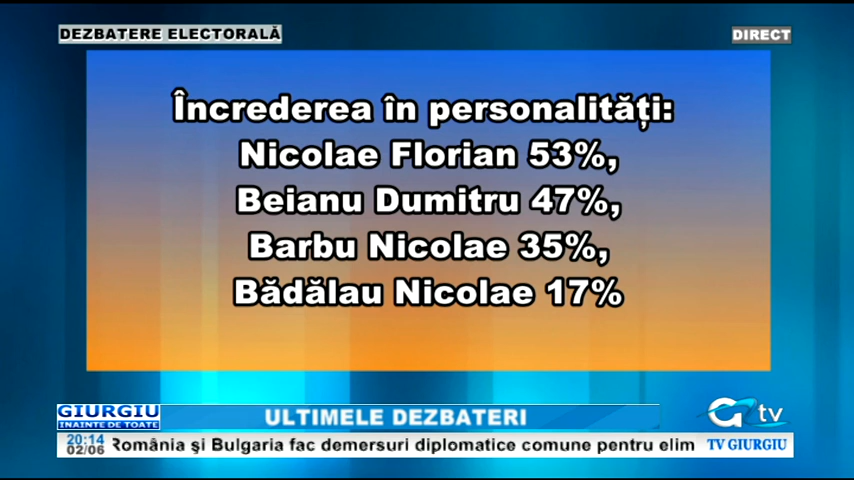 DEZBATERE ELECTORALĂ
DIRECT
Încrederea în personalități:
Nicolae Florian 53%,
Beianu Dumitru 47%,
Barbu Nicolae 35%,
Bădălau Nicolae 17%
GIURGIU
INAINTE DE TOATE
ULTIMELE DEZBATERI
G tv
20:14
02/06
România şi Bulgaria fac demersuri diplomatice comune pentru elim
TV GIURGIU